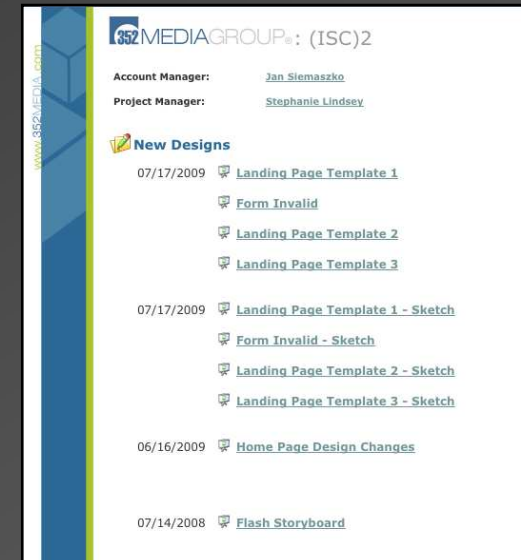 352 MEDIAGROUP®: (ISC)2
www.352MEDIA.com
Account Manager: Jan Siemaszko
Project Manager: Stephanie Lindsey
New Designs
07/17/2009 Landing Page Template 1
Form Invalid
Landing Page Template 2
Landing Page Template 3
07/17/2009 Landing Page Template 1 - Sketch
Form Invalid - Sketch
Landing Page Template 2 - Sketch
Landing Page Template 3 - Sketch
06/16/2009 Home Page Design Changes
07/14/2008 Flash Storyboard